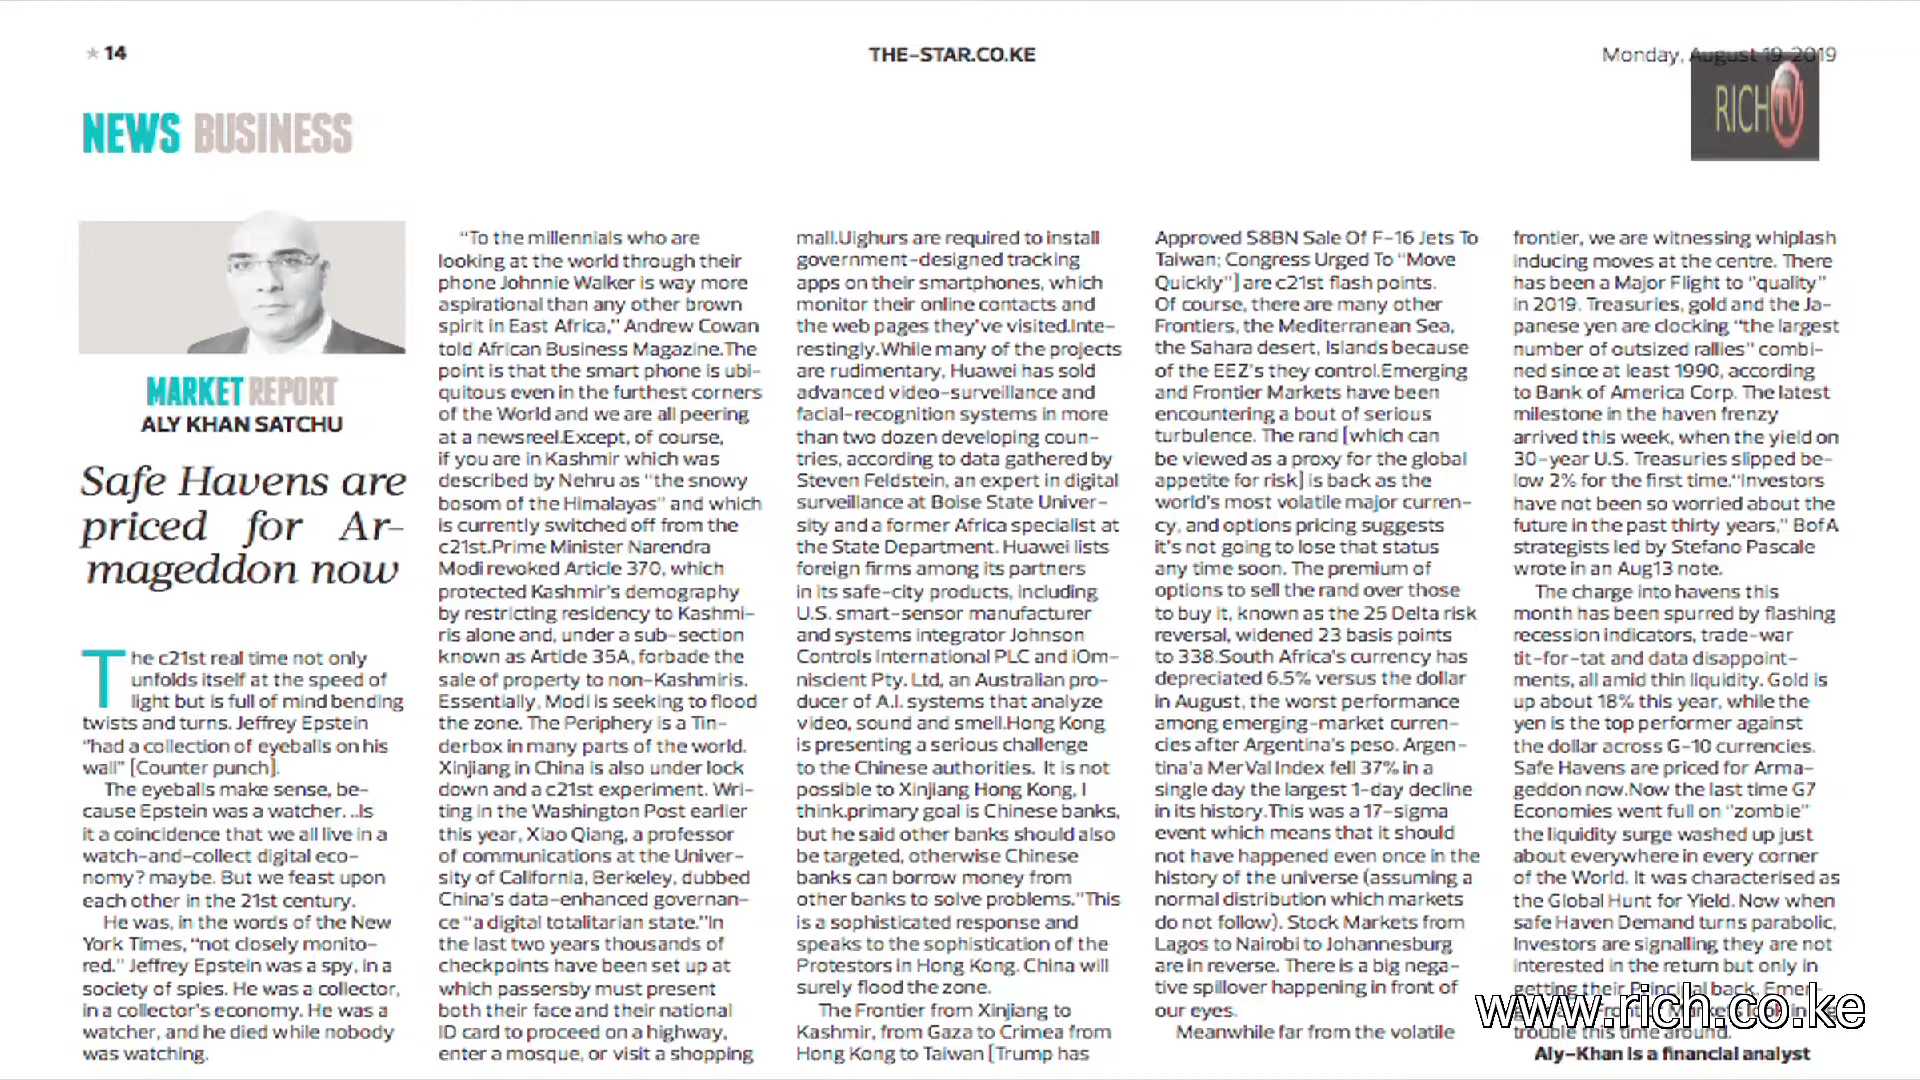 ★ 14
THE-STAR.CO.KE
Monday, August 19, 2019
RICH TV
NEWS BUSINESS
MARKET REPORT
ALY KHAN SATCHU
Safe Havens are
priced for Ar-
mageddon now
The c21st real time not only
unfolds itself at the speed of
light but is full of mind bending
twists and turns. Jeffrey Epstein
"had a collection of eyeballs on his
wall" [Counter punch].
The eyeballs make sense, be-
cause Epstein was a watcher. ..Is
it a coincidence that we all live in a
watch-and-collect digital eco-
nomy? maybe. But we feast upon
each other in the 21st century.
He was, in the words of the New
York Times, "not closely monito-
red." Jeffrey Epstein was a spy, in a
society of spies. He was a collector,
in a collector's economy. He was a
watcher, and he died while nobody
was watching.
"To the millennials who are
looking at the world through their
phone Johnnie Walker is way more
aspirational than any other brown
spirit in East Africa," Andrew Cowan
told African Business Magazine.The
point is that the smart phone is ubi-
quitous even in the furthest corners
of the World and we are all peering
at a newsreel.Except, of course,
if you are in Kashmir which was
described by Nehru as "the snowy
bosom of the Himalayas" and which
is currently switched off from the
c21st.Prime Minister Narendra
Modi revoked Article 370, which
protected Kashmir's demography
by restricting residency to Kashmi-
ris alone and, under a sub-section
known as Article 35A, forbade the
sale of property to non-Kashmiris.
Essentially, Modi is seeking to flood
the zone. The Periphery is a Tin-
derbox in many parts of the world.
Xinjiang in China is also under lock
down and a c21st experiment. Wri-
ting in the Washington Post earlier
this year, Xiao Qiang, a professor
of communications at the Univer-
sity of California, Berkeley, dubbed
China's data-enhanced governan-
ce "a digital totalitarian state."In
the last two years thousands of
checkpoints have been set up at
which passersby must present
both their face and their national
ID card to proceed on a highway,
enter a mosque, or visit a shopping
mall.Uighurs are required to install
government-designed tracking
apps on their smartphones, which
monitor their online contacts and
the web pages they've visited.Inte-
restingly.While many of the projects
are rudimentary, Huawei has sold
advanced video-surveillance and
facial-recognition systems in more
than two dozen developing coun-
tries, according to data gathered by
Steven Feldstein, an expert in digital
surveillance at Boise State Univer-
sity and a former Africa specialist at
the State Department. Huawei lists
foreign firms among its partners
in its safe-city products, including
U.S. smart-sensor manufacturer
and systems integrator Johnson
Controls International PLC and iOm-
niscient Pty. Ltd, an Australian pro-
ducer of A.I. systems that analyze
video, sound and smell.Hong Kong
is presenting a serious challenge
to the Chinese authorities. It is not
possible to Xinjiang Hong Kong, I
think.primary goal is Chinese banks,
but he said other banks should also
be targeted, otherwise Chinese
banks can borrow money from
other banks to solve problems."This
is a sophisticated response and
speaks to the sophistication of the
Protestors in Hong Kong. China will
surely flood the zone.
The Frontier from Xinjiang to
Kashmir, from Gaza to Crimea from
Hong Kong to Taiwan [Trump has
Approved $8BN Sale Of F-16 Jets To
Taiwan; Congress Urged To "Move
Quickly"] are c21st flash points.
Of course, there are many other
Frontiers, the Mediterranean Sea,
the Sahara desert, Islands because
of the EEZ's they control.Emerging
and Frontier Markets have been
encountering a bout of serious
turbulence. The rand [which can
be viewed as a proxy for the global
appetite for risk] is back as the
world's most volatile major curren-
cy, and options pricing suggests
it's not going to lose that status
any time soon. The premium of
options to sell the rand over those
to buy it, known as the 25 Delta risk
reversal, widened 23 basis points
to 338.South Africa's currency has
depreciated 6.5% versus the dollar
in August, the worst performance
among emerging-market curren-
cies after Argentina's peso. Argen-
tina'a MerVal Index fell 37% in a
single day the largest 1-day decline
in its history.This was a 17-sigma
event which means that it should
not have happened even once in the
history of the universe (assuming a
normal distribution which markets
do not follow). Stock Markets from
Lagos to Nairobi to Johannesburg
are in reverse. There is a big nega-
tive spillover happening in front of
our eyes.
Meanwhile far from the volatile
frontier, we are witnessing whiplash
inducing moves at the centre. There
has been a Major Flight to "quality"
in 2019. Treasuries, gold and the Ja-
panese yen are clocking "the largest
number of outsized rallies" combi-
ned since at least 1990, according
to Bank of America Corp. The latest
milestone in the haven frenzy
arrived this week, when the yield on
30-year U.S. Treasuries slipped be-
low 2% for the first time."Investors
have not been so worried about the
future in the past thirty years," BofA
strategists led by Stefano Pascale
wrote in an Aug13 note.
The charge into havens this
month has been spurred by flashing
recession indicators, trade-war
tit-for-tat and data disappoint-
ments, all amid thin liquidity. Gold is
up about 18% this year, while the
yen is the top performer against
the dollar across G-10 currencies.
Safe Havens are priced for Arma-
geddon now.Now the last time G7
Economies went full on "zombie"
the liquidity surge washed up just
about everywhere in every corner
of the World. It was characterised as
the Global Hunt for Yield. Now when
safe Haven Demand turns parabolic,
Investors are signalling they are not
interested in the return but only in
getting their Principal back. Emer-
trouble this time around.
Aly-Khan is a financial analyst
www.rich.co.ke